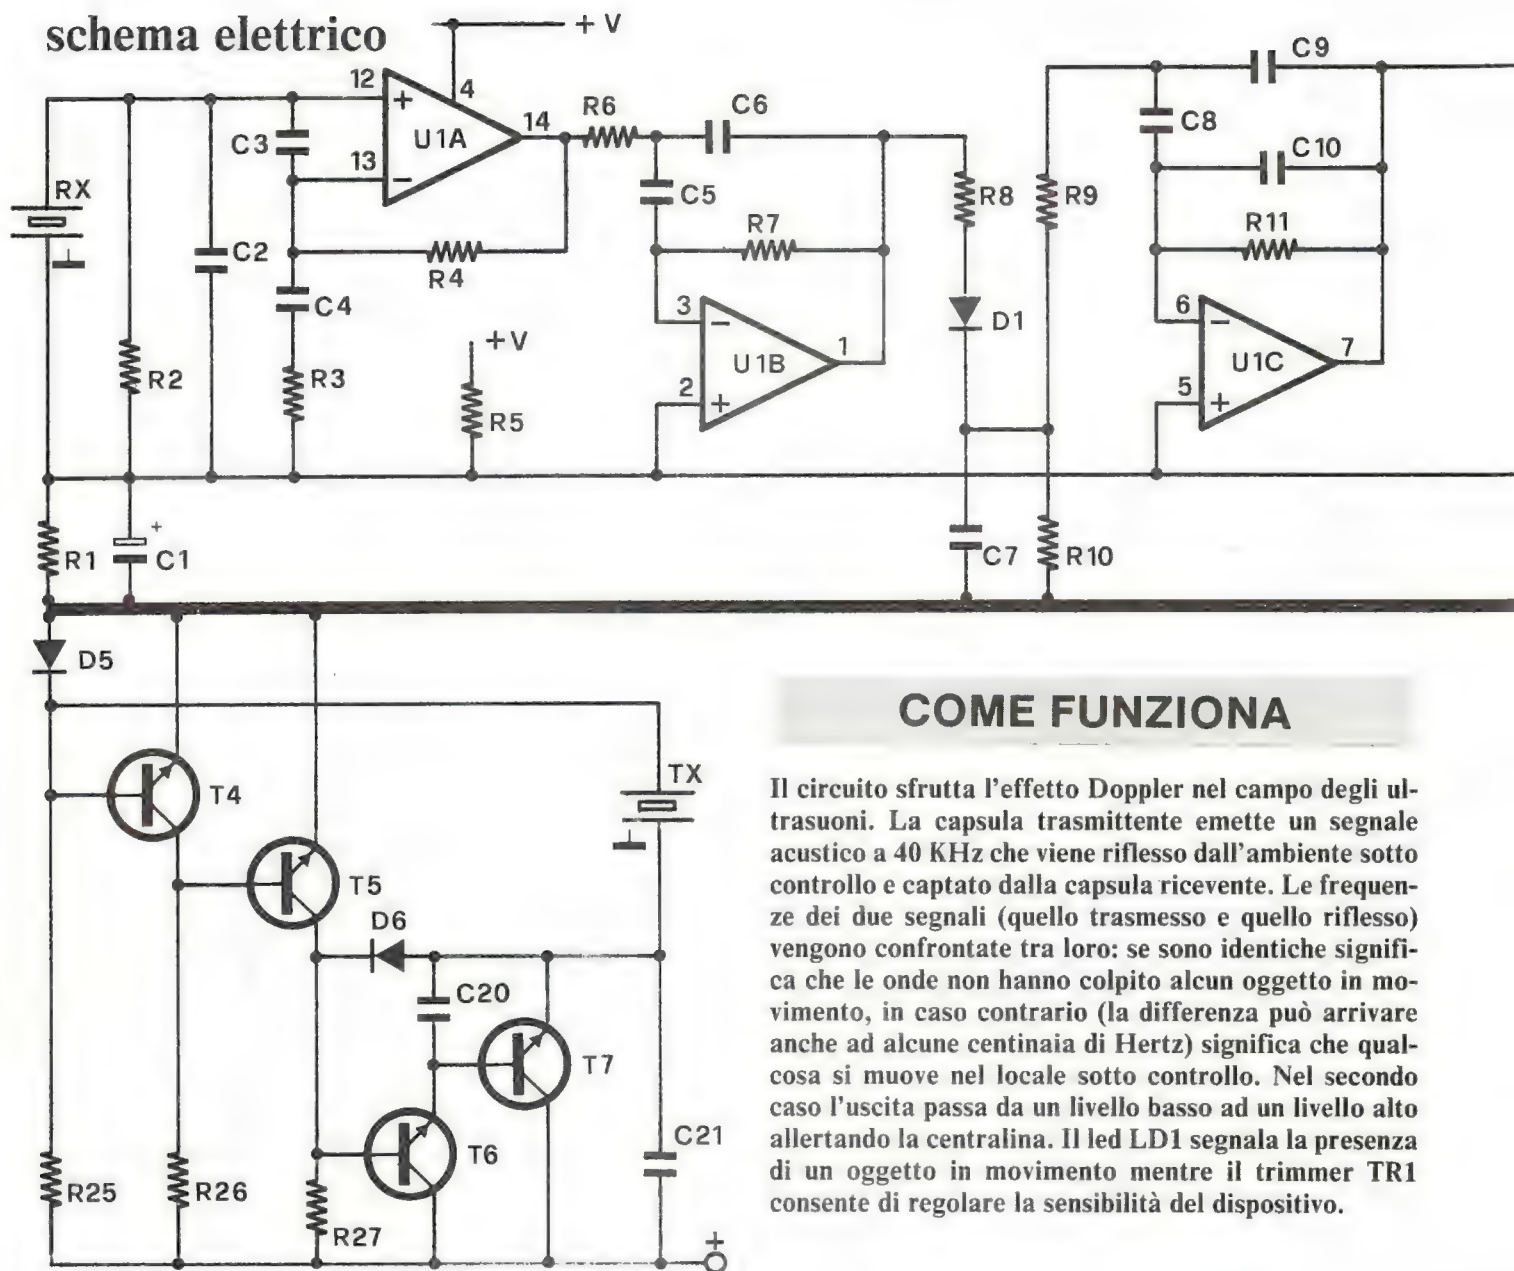 schema elettrico
+ V
C9
12
+
4
R6
C6
C8
C3
U1A
14
C10
13
−
RX
C5
R8
R9
R7
R11
C2
R4
C4
3
−
D1
6
−
+V
1
7
R2
R3
U1B
U1C
R5
2
+
5
+
+
R1
C1
C7
R10
D5
COME FUNZIONA
T4
TX
Il circuito sfrutta l'effetto Doppler nel campo degli ul-
trasuoni. La capsula trasmittente emette un segnale
acustico a 40 KHz che viene riflesso dall'ambiente sotto
controllo e captato dalla capsula ricevente. Le frequen-
ze dei due segnali (quello trasmesso e quello riflesso)
vengono confrontate tra loro: se sono identiche signifi-
ca che le onde non hanno colpito alcun oggetto in mo-
vimento, in caso contrario (la differenza può arrivare
anche ad alcune centinaia di Hertz) significa che qual-
cosa si muove nel locale sotto controllo. Nel secondo
caso l'uscita passa da un livello basso ad un livello alto
allertando la centralina. Il led LD1 segnala la presenza
di un oggetto in movimento mentre il trimmer TR1
consente di regolare la sensibilità del dispositivo.
T5
D6
C20
T7
T6
C21
R25
R26
R27
+